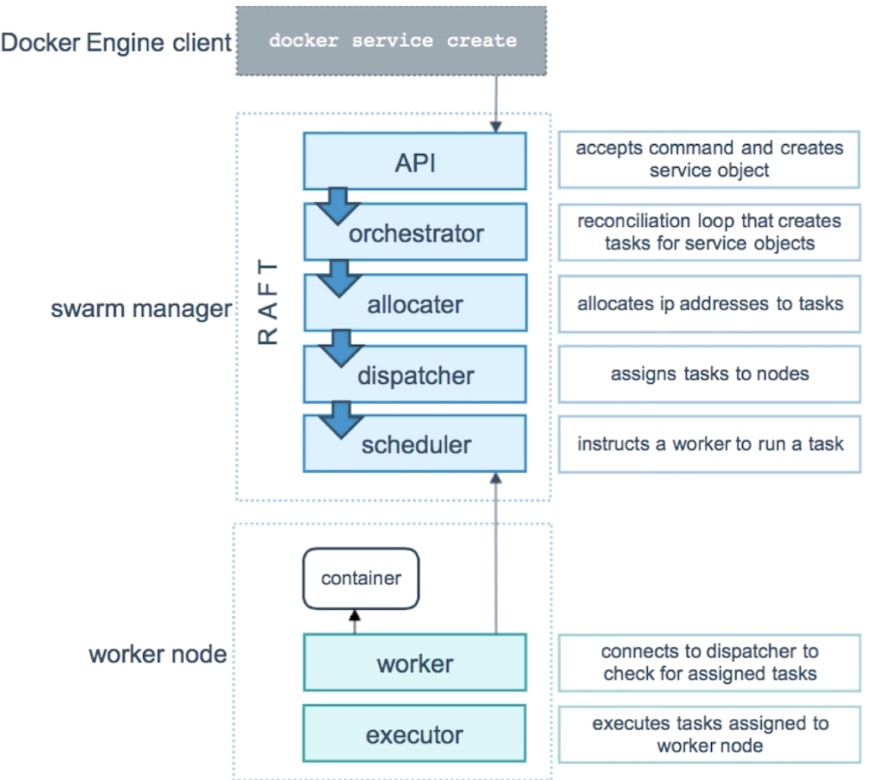 Docker Engine client
docker service create
API
accepts command and creates
service object
orchestrator
reconciliation loop that creates
tasks for service objects
swarm manager
RAFT
allocater
allocates ip addresses to tasks
dispatcher
assigns tasks to nodes
scheduler
instructs a worker to run a task
container
worker node
worker
connects to dispatcher to
check for assigned tasks
executor
executes tasks assigned to
worker node